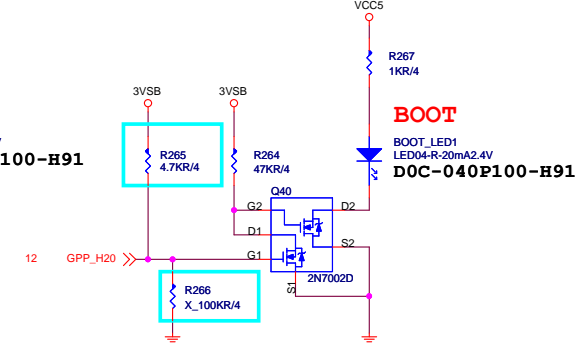 VCC5
R267
1KR/4
3VSB
3VSB
BOOT
BOOT_LED1
LED04-R-20mA2.4V
D0C-040P100-H91
100-H91
R265
4.7KR/4
R264
47KR/4
Q40
G2
D2
D1
S2
G1
12
GPP_H20
2N7002D
S1
R266
X_100KR/4